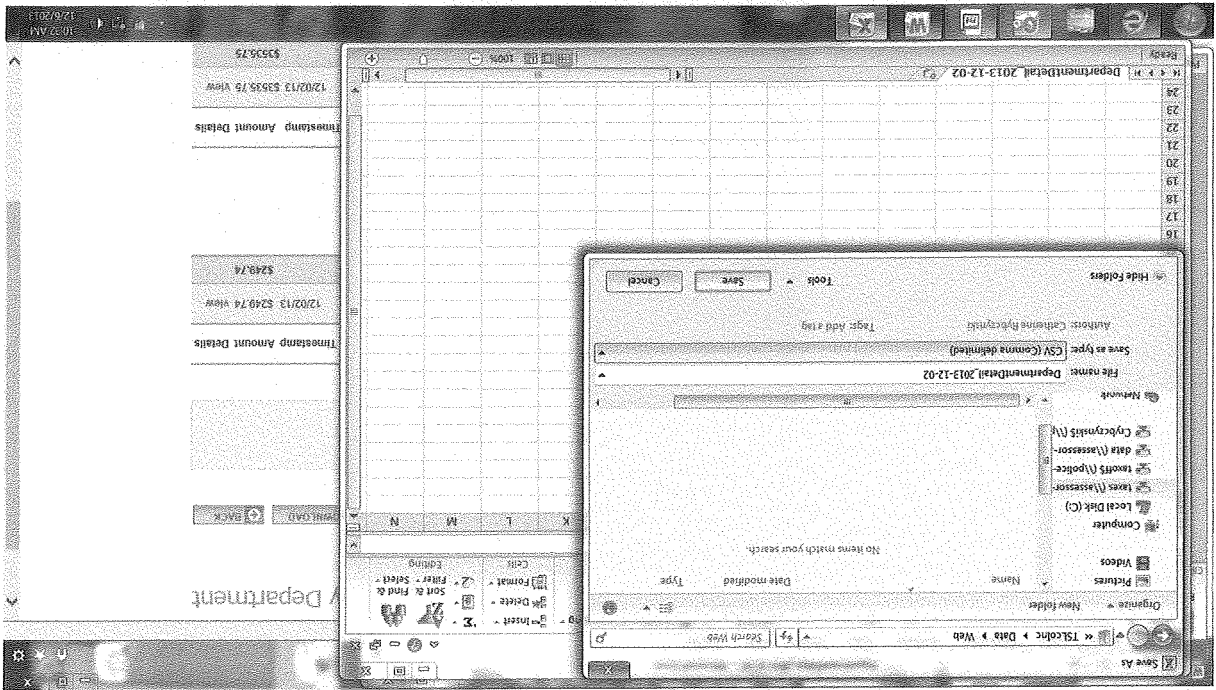 Save As
« TSLcoInc ▸ Data ▸ Web
Search Web
Organize ▾ New folder
Name Date modified Type
Pictures
Videos
No items match your search.
Computer
Local Disk (C:)
taxes (\\assessor-
taxoff$ (\\police-
data (\\assessor-
Crybczynski$ (\\
Network
File name: DepartmentDetail_2013-12-02
Save as type: CSV (Comma delimited)
Authors: Catherine Rybczynski Tags: Add a tag
Hide Folders Tools ▾ Save Cancel
Insert ▾
Delete ▾
Format ▾
Cells
Σ ▾
Sort & Filter ▾
Find & Select ▾
Editing
K L M N
16
17
18
19
20
21
22
23
24
DepartmentDetail_2013-12-02
Ready
100%
y Department
BACK
Timestamp Amount Details
12/02/13 $249.74 view
$249.74
Timestamp Amount Details
12/02/13 $3535.75 view
$3535.75
10:32 AM
12/6/2013